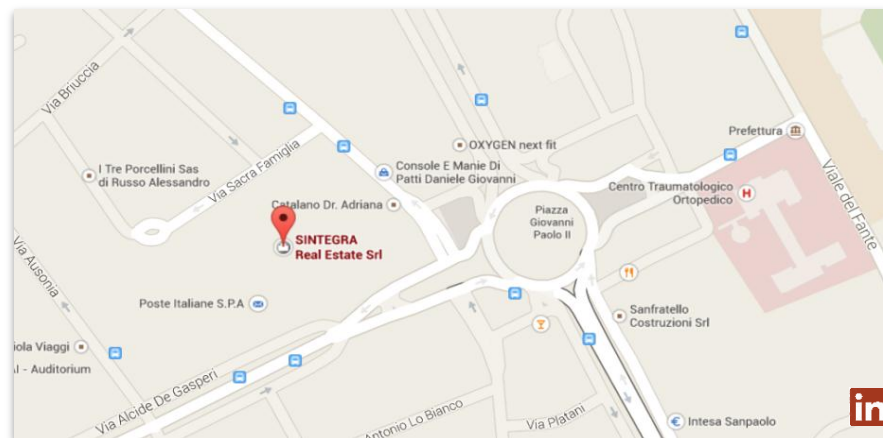 Via Briuccia
I Tre Porcellini Sas
di Russo Alessandro
Via Sacra Famiglia
Console E Manie Di
Patti Daniele Giovanni
OXYGEN next fit
Prefettura
Centro Traumatologico
Ortopedico
H
Viale del Fante
Catalano Dr. Adriana
Piazza
Giovanni
Paolo II
SINTEGRA
Real Estate Srl
Via Ausonia
Poste Italiane S.P.A
Sanfratello
Costruzioni Srl
iola Viaggi
AI - Auditorium
Via Alcide De Gasperi
Antonio Lo Bianco
Via Platani
€ Intesa Sanpaolo
in